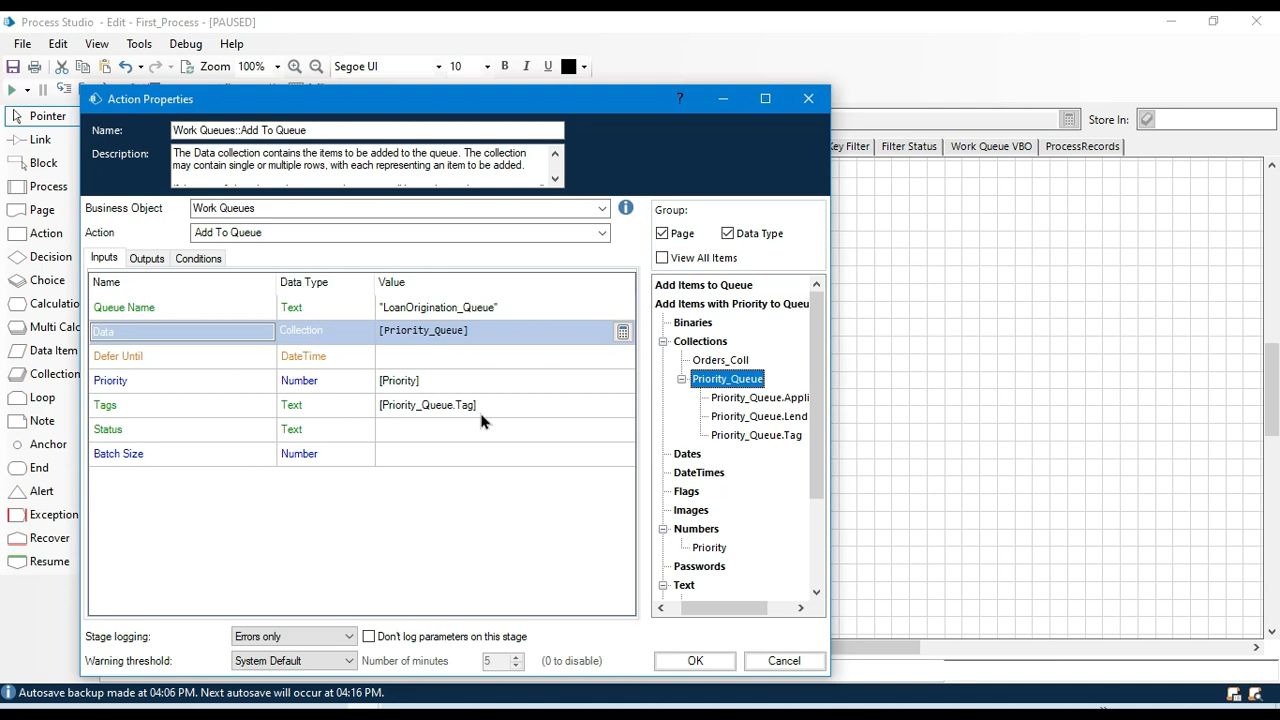 Process Studio - Edit - First_Process - [PAUSED]
File Edit View Tools Debug Help
Zoom 100% Segoe UI 10 B I U
Action Properties ?
Name: Work Queues::Add To Queue
Description: The Data collection contains the items to be added to the queue. The collection
may contain single or multiple rows, with each representing an item to be added.
Business Object Work Queues
Action Add To Queue
Inputs Outputs Conditions
Name Data Type Value
Queue Name Text "LoanOrigination_Queue"
Data Collection [Priority_Queue]
Defer Until DateTime
Priority Number [Priority]
Tags Text [Priority_Queue.Tag]
Status Text
Batch Size Number
Group:
Page Data Type
View All Items
Add Items to Queue
Add Items with Priority to Queu
Binaries
Collections
Orders_Coll
Priority_Queue
Priority_Queue.Appli
Priority_Queue.Lend
Priority_Queue.Tag
Dates
DateTimes
Flags
Images
Numbers
Priority
Passwords
Text
Stage logging: Errors only Don't log parameters on this stage
Warning threshold: System Default Number of minutes 5 (0 to disable)
OK Cancel
Store In:
ey Filter Filter Status Work Queue VBO ProcessRecords
Pointer
Link
Block
Process
Page
Action
Decision
Choice
Calculatio
Multi Calc
Data Item
Collection
Loop
Note
Anchor
End
Alert
Exception
Recover
Resume
Autosave backup made at 04:06 PM. Next autosave will occur at 04:16 PM.